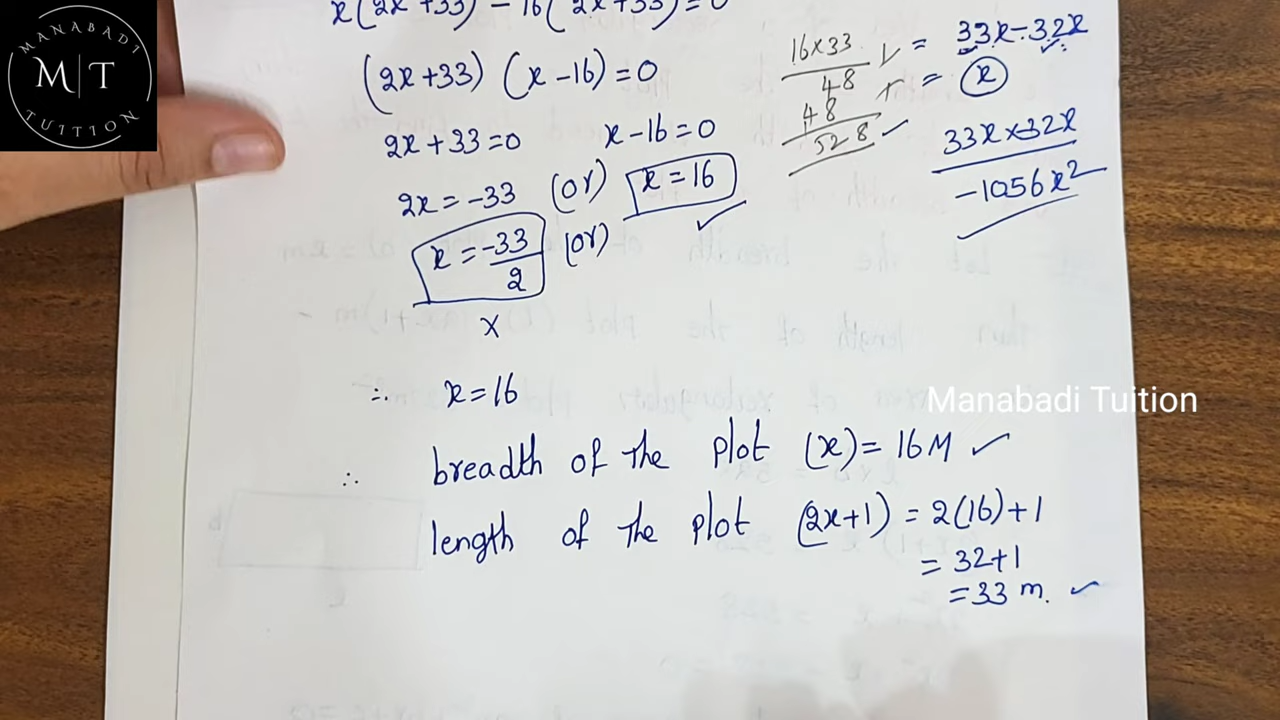 MANABADI
M|T
TUITION
x(2x+33) - 16(2x+33) = 0
(2x+33) (x-16) = 0
2x+33=0 x-16=0
2x = -33 (or) x = 16 ✓
x = -33/2 (or)
x
∴ x=16
∴ breadth of the plot (x) = 16M ✓
length of the plot (2x+1) = 2(16)+1
= 32+1
= 33 m. ✓
16×33
48
48
528 ✓
= 33x-32x
= x
33x×32x
-1056x²
Manabadi Tuition